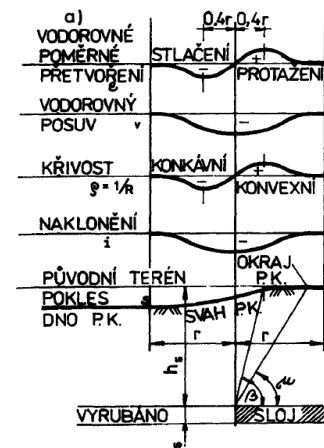 a)
0,4r 0,4r
VODOROVNÉ
POMĚRNÉ STLAČENÍ
PŘETVOŘENÍ PROTAŽENÍ
ε - +
VODOROVNÝ
POSUV v -
KŘIVOST KONKÁVNÍ
ρ = 1/R - + KONVEXNÍ
NAKLONĚNÍ
i -
OKRAJ
PŮVODNÍ TERÉN P.K.
POKLES s
DNO P.K. SVAH P.K.
r r
hs
β μ
VYRUBÁNO SLOJ
s